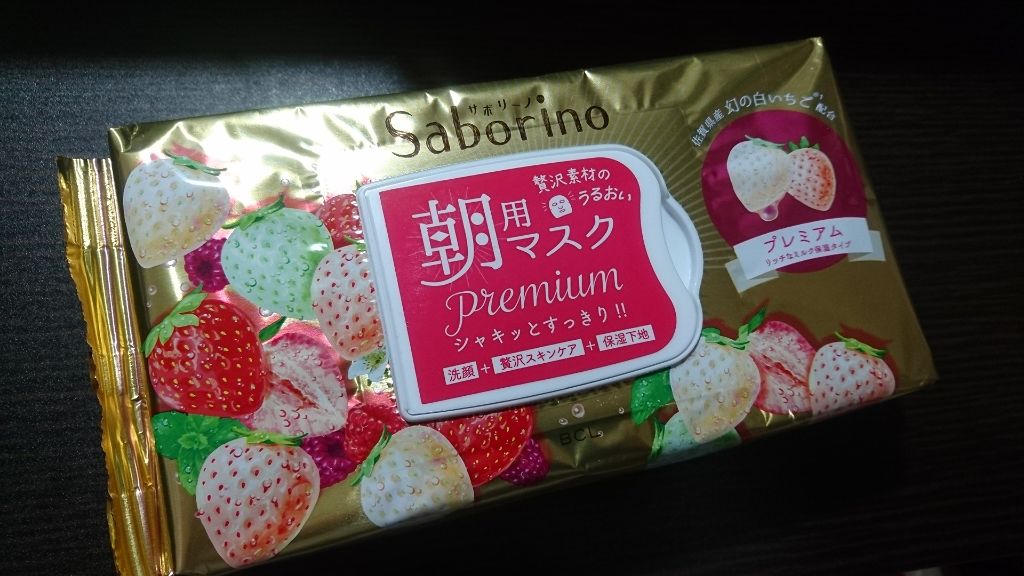 サボリーノ
Saborino
贅沢素材の
うるおい
朝用
マスク
Premium
シャキッとすっきり!!
洗顔+贅沢スキンケア+保湿下地
佐賀県産 幻の白いちご※1配合
プレミアム
リッチなミルク保湿タイプ
BCL